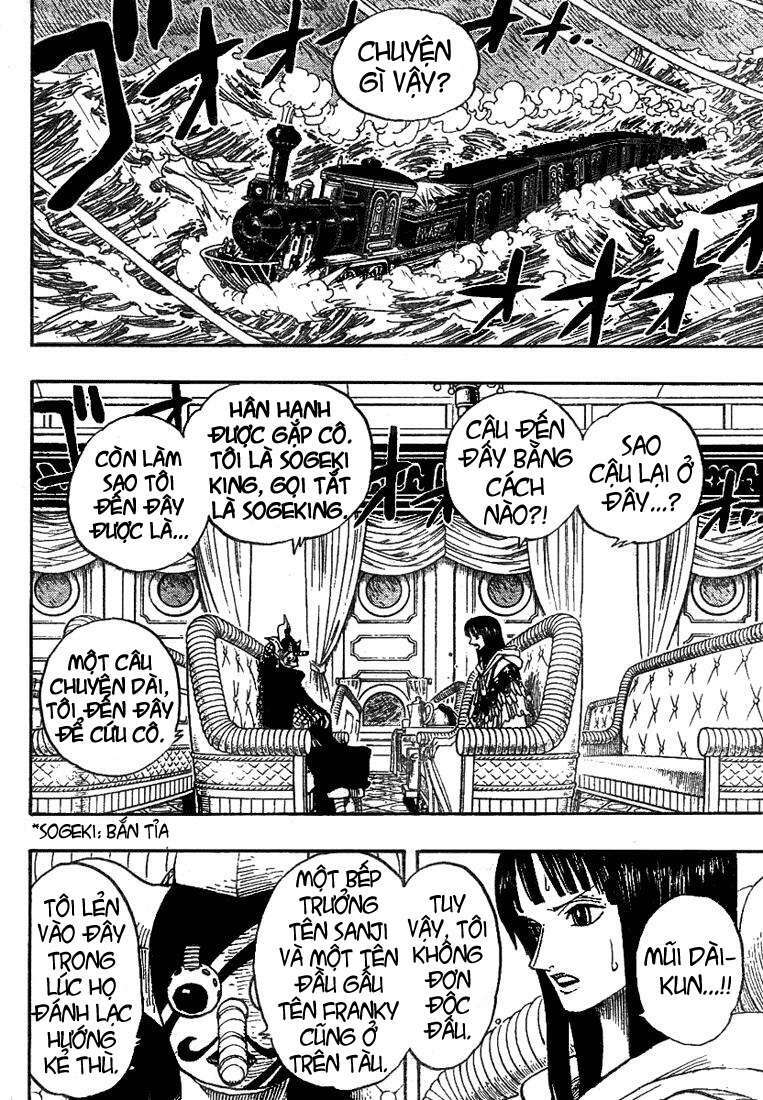 CHUYỆN
GÌ VẬY?
SAO
CẬU LẠI Ở
ĐÂY...?
CÂU ĐẾN
ĐẤY BẰNG
CÁCH
NÀO?!
HÂN HẠNH
ĐƯỢC GẶP CÔ.
TÔI LÀ SOGEKI
KING, GỌI TẮT
LÀ SOGEKING.
CÒN LÀM
SAO TÔI
ĐẾN ĐÂY
ĐƯỢC LÀ...
MỘT CÂU
CHUYỆN DÀI,
TÔI ĐẾN ĐÂY
ĐỂ CỨU CÔ.
*SOGEKI: BẮN TỈA
MŨI DÀI-
KUN...!!
TUY
VẬY, TÔI
KHÔNG
ĐƠN
ĐỘC
ĐẤU.
MỘT BẾP
TRƯỞNG
TÊN SANJI
VÀ MỘT TÊN
ĐẦU GẤU
TÊN FRANKY
CŨNG Ở
TRÊN TÀU.
TÔI LẺN
VÀO ĐÂY
TRONG
LÚC HỌ
ĐÁNH LẠC
HƯỚNG
KẺ THÙ.